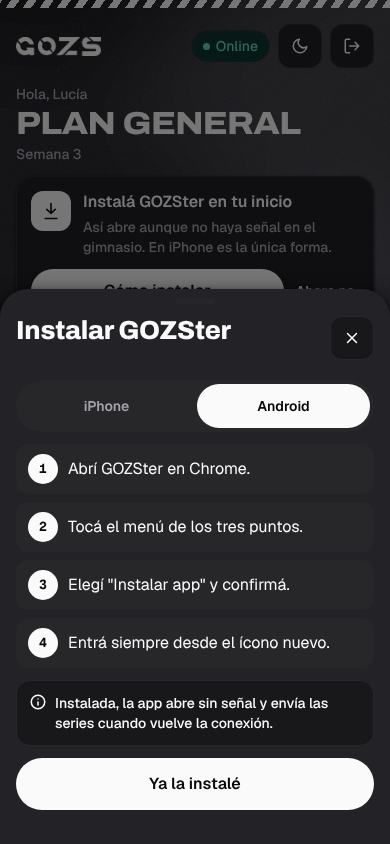 GOZS
Online
Hola, Lucía
PLAN GENERAL
Semana 3
Instalá GOZSter en tu inicio
Así abre aunque no haya señal en el
gimnasio. En iPhone es la única forma.
Instalar GOZSter
iPhone
Android
1 Abrí GOZSter en Chrome.
2 Tocá el menú de los tres puntos.
3 Elegí "Instalar app" y confirmá.
4 Entrá siempre desde el ícono nuevo.
Instalada, la app abre sin señal y envía las
series cuando vuelve la conexión.
Ya la instalé